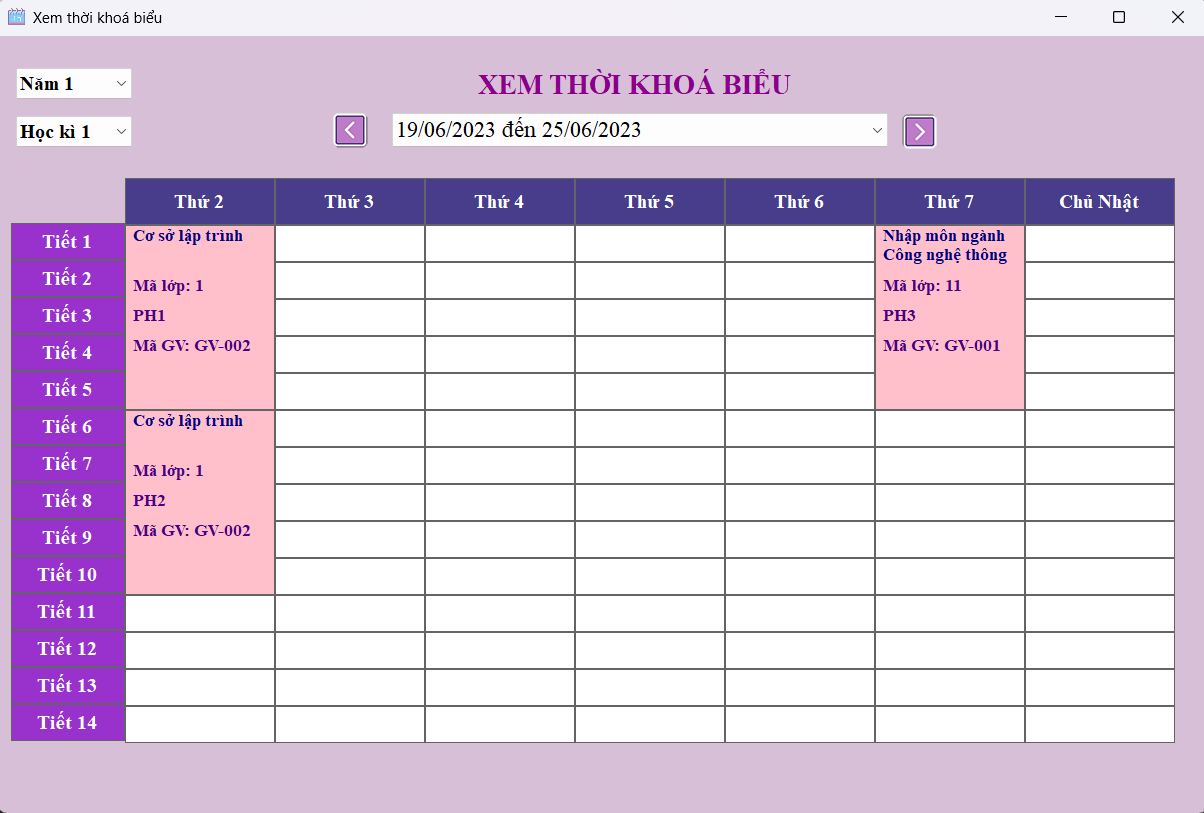 Xem thời khoá biểu
Năm 1
XEM THỜI KHOÁ BIỂU
Học kì 1
19/06/2023 đến 25/06/2023
Thứ 2
Thứ 3
Thứ 4
Thứ 5
Thứ 6
Thứ 7
Chủ Nhật
Tiết 1
Tiết 2
Tiết 3
Tiết 4
Tiết 5
Tiết 6
Tiết 7
Tiết 8
Tiết 9
Tiết 10
Tiết 11
Tiết 12
Tiết 13
Tiết 14
Cơ sở lập trình
Mã lớp: 1
PH1
Mã GV: GV-002
Cơ sở lập trình
Mã lớp: 1
PH2
Mã GV: GV-002
Nhập môn ngành
Công nghệ thông
Mã lớp: 11
PH3
Mã GV: GV-001